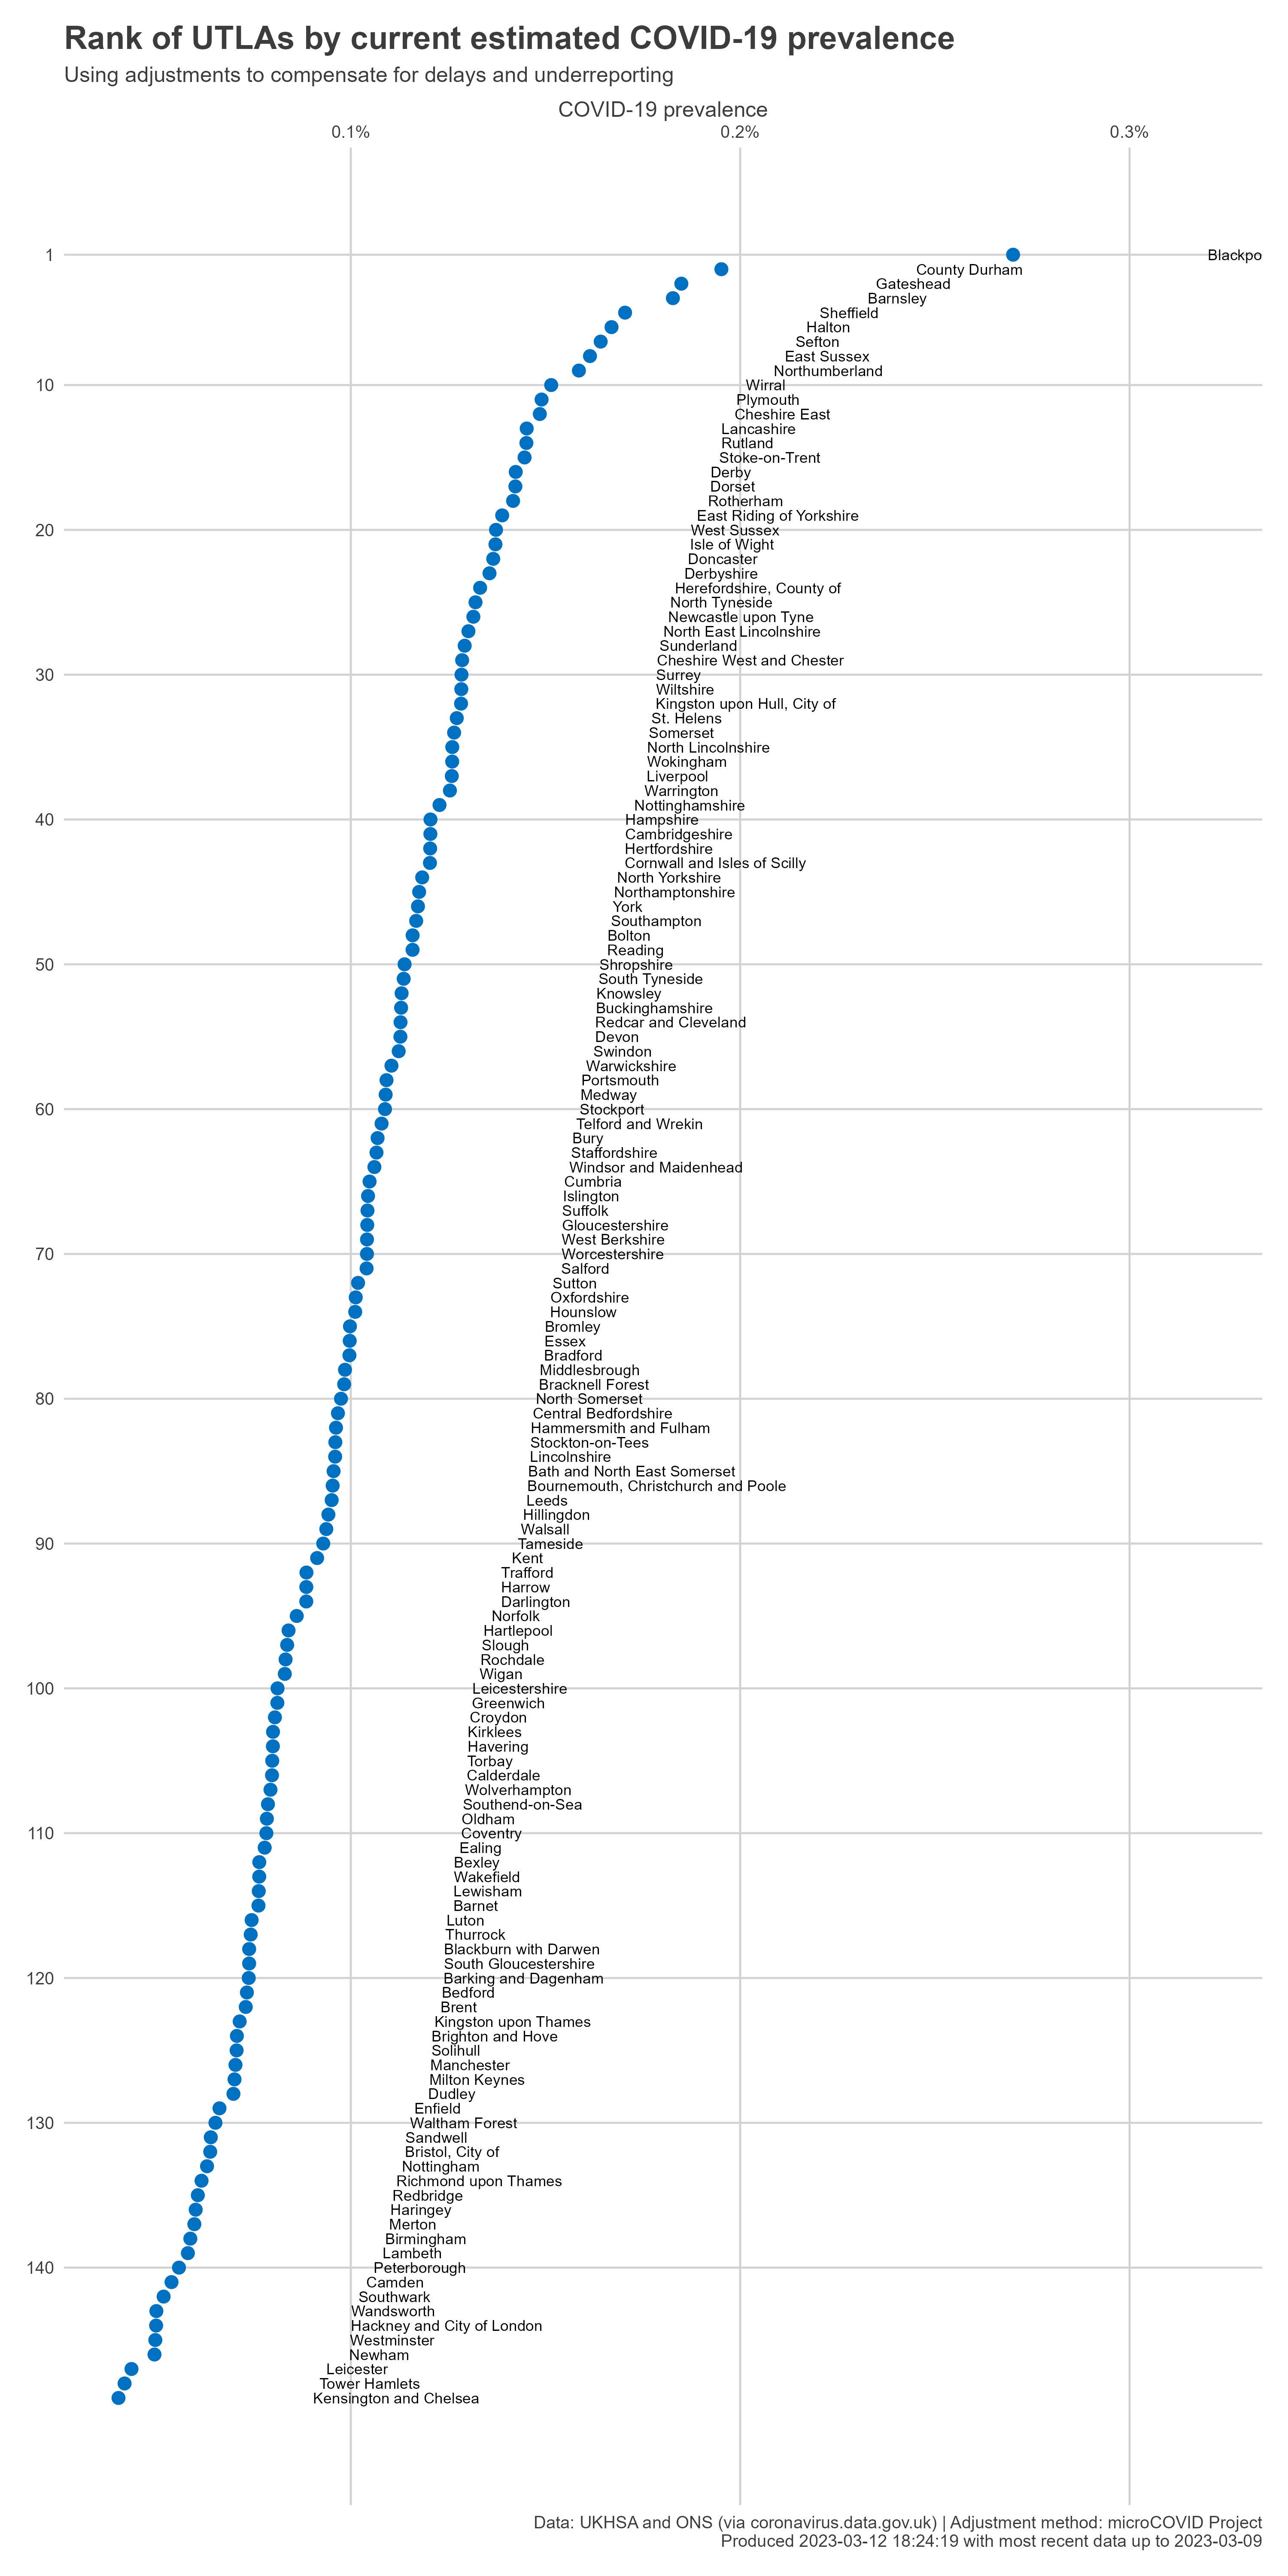 Rank of UTLAs by current estimated COVID-19 prevalence
Using adjustments to compensate for delays and underreporting
COVID-19 prevalence
0.1% 0.2% 0.3%
1 Blackpo
County Durham
Gateshead
Barnsley
Sheffield
Halton
Sefton
East Sussex
Northumberland
10 Wirral
Plymouth
Cheshire East
Lancashire
Rutland
Stoke-on-Trent
Derby
Dorset
Rotherham
East Riding of Yorkshire
20 West Sussex
Isle of Wight
Doncaster
Derbyshire
Herefordshire, County of
North Tyneside
Newcastle upon Tyne
North East Lincolnshire
Sunderland
Cheshire West and Chester
30 Surrey
Wiltshire
Kingston upon Hull, City of
St. Helens
Somerset
North Lincolnshire
Wokingham
Liverpool
Warrington
Nottinghamshire
40 Hampshire
Cambridgeshire
Hertfordshire
Cornwall and Isles of Scilly
North Yorkshire
Northamptonshire
York
Southampton
Bolton
Reading
50 Shropshire
South Tyneside
Knowsley
Buckinghamshire
Redcar and Cleveland
Devon
Swindon
Warwickshire
Portsmouth
Medway
60 Stockport
Telford and Wrekin
Bury
Staffordshire
Windsor and Maidenhead
Cumbria
Islington
Suffolk
Gloucestershire
West Berkshire
70 Worcestershire
Salford
Sutton
Oxfordshire
Hounslow
Bromley
Essex
Bradford
Middlesbrough
Bracknell Forest
80 North Somerset
Central Bedfordshire
Hammersmith and Fulham
Stockton-on-Tees
Lincolnshire
Bath and North East Somerset
Bournemouth, Christchurch and Poole
Leeds
Hillingdon
Walsall
90 Tameside
Kent
Trafford
Harrow
Darlington
Norfolk
Hartlepool
Slough
Rochdale
Wigan
100 Leicestershire
Greenwich
Croydon
Kirklees
Havering
Torbay
Calderdale
Wolverhampton
Southend-on-Sea
Oldham
110 Coventry
Ealing
Bexley
Wakefield
Lewisham
Barnet
Luton
Thurrock
Blackburn with Darwen
South Gloucestershire
120 Barking and Dagenham
Bedford
Brent
Kingston upon Thames
Brighton and Hove
Solihull
Manchester
Milton Keynes
Dudley
Enfield
130 Waltham Forest
Sandwell
Bristol, City of
Nottingham
Richmond upon Thames
Redbridge
Haringey
Merton
Birmingham
Lambeth
140 Peterborough
Camden
Southwark
Wandsworth
Hackney and City of London
Westminster
Newham
Leicester
Tower Hamlets
Kensington and Chelsea
Data: UKHSA and ONS (via coronavirus.data.gov.uk) | Adjustment method: microCOVID Project
Produced 2023-03-12 18:24:19 with most recent data up to 2023-03-09